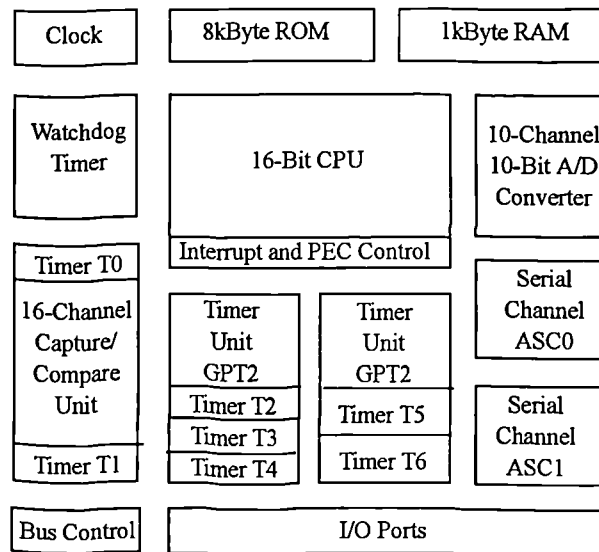 Clock
8kByte ROM
1kByte RAM
Watchdog
Timer
16-Bit CPU
Interrupt and PEC Control
10-Channel
10-Bit A/D
Converter
Timer T0
16-Channel
Capture/
Compare
Unit
Timer T1
Timer
Unit
GPT2
Timer T2
Timer T3
Timer T4
Timer
Unit
GPT2
Timer T5
Timer T6
Serial
Channel
ASC0
Serial
Channel
ASC1
Bus Control
I/O Ports